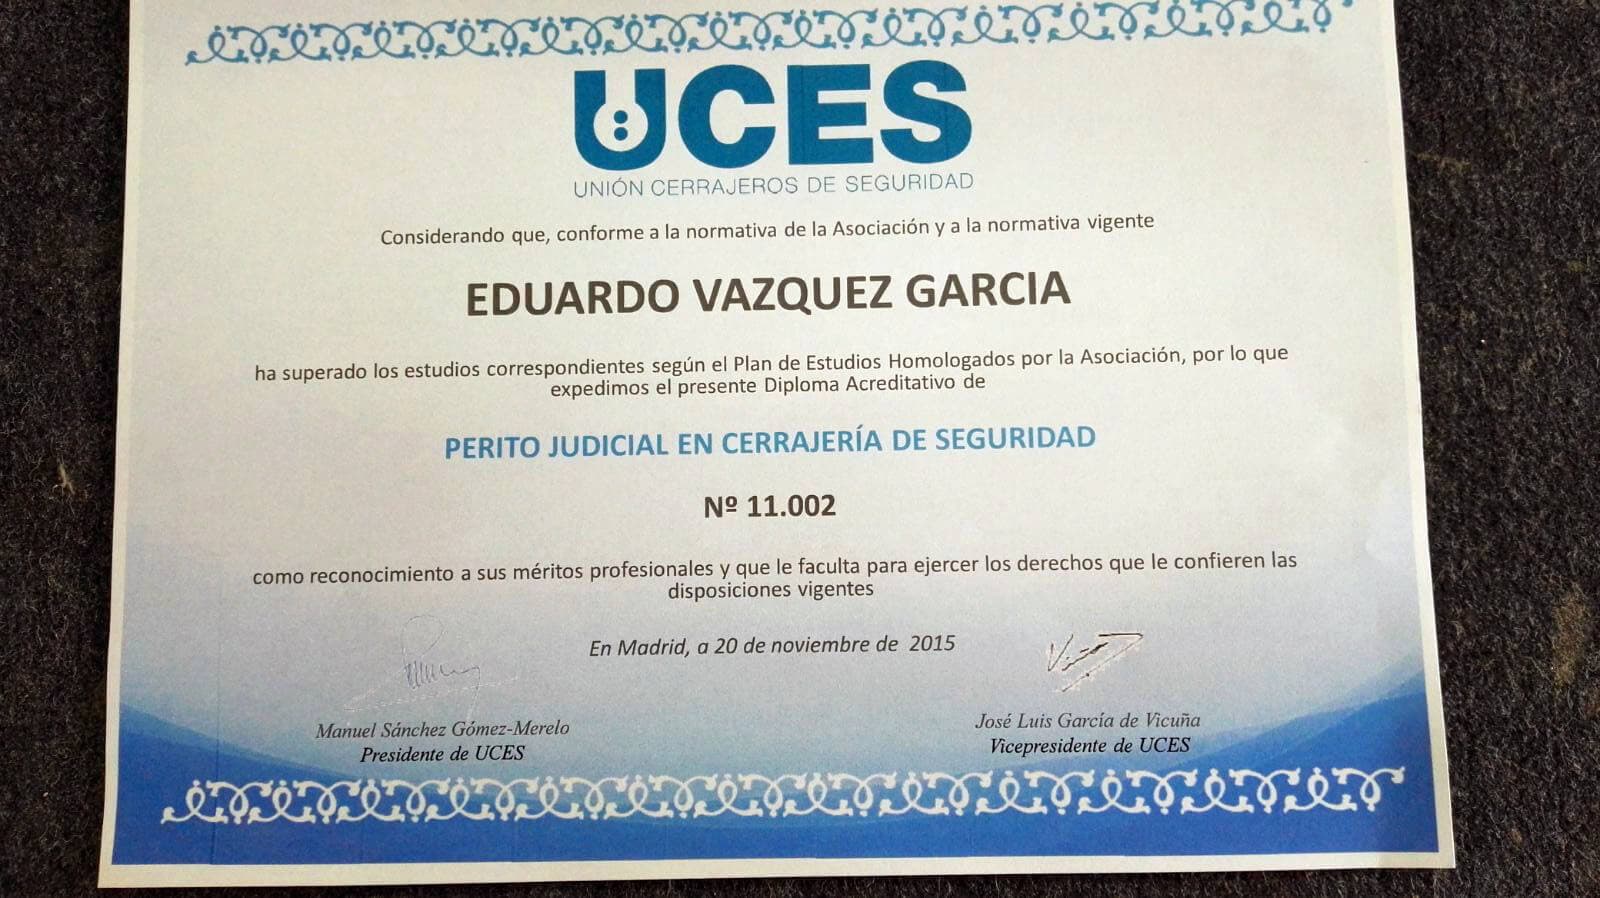 UCES
UNIÓN CERRAJEROS DE SEGURIDAD
Considerando que, conforme a la normativa de la Asociación y a la normativa vigente
EDUARDO VAZQUEZ GARCIA
ha superado los estudios correspondientes según el Plan de Estudios Homologados por la Asociación, por lo que
expedimos el presente Diploma Acreditativo de
PERITO JUDICIAL EN CERRAJERÍA DE SEGURIDAD
Nº 11.002
como reconocimiento a sus méritos profesionales y que le faculta para ejercer los derechos que le confieren las
disposiciones vigentes
En Madrid, a 20 de noviembre de 2015
Manuel Sánchez Gómez-Merelo
Presidente de UCES
José Luis García de Vicuña
Vicepresidente de UCES